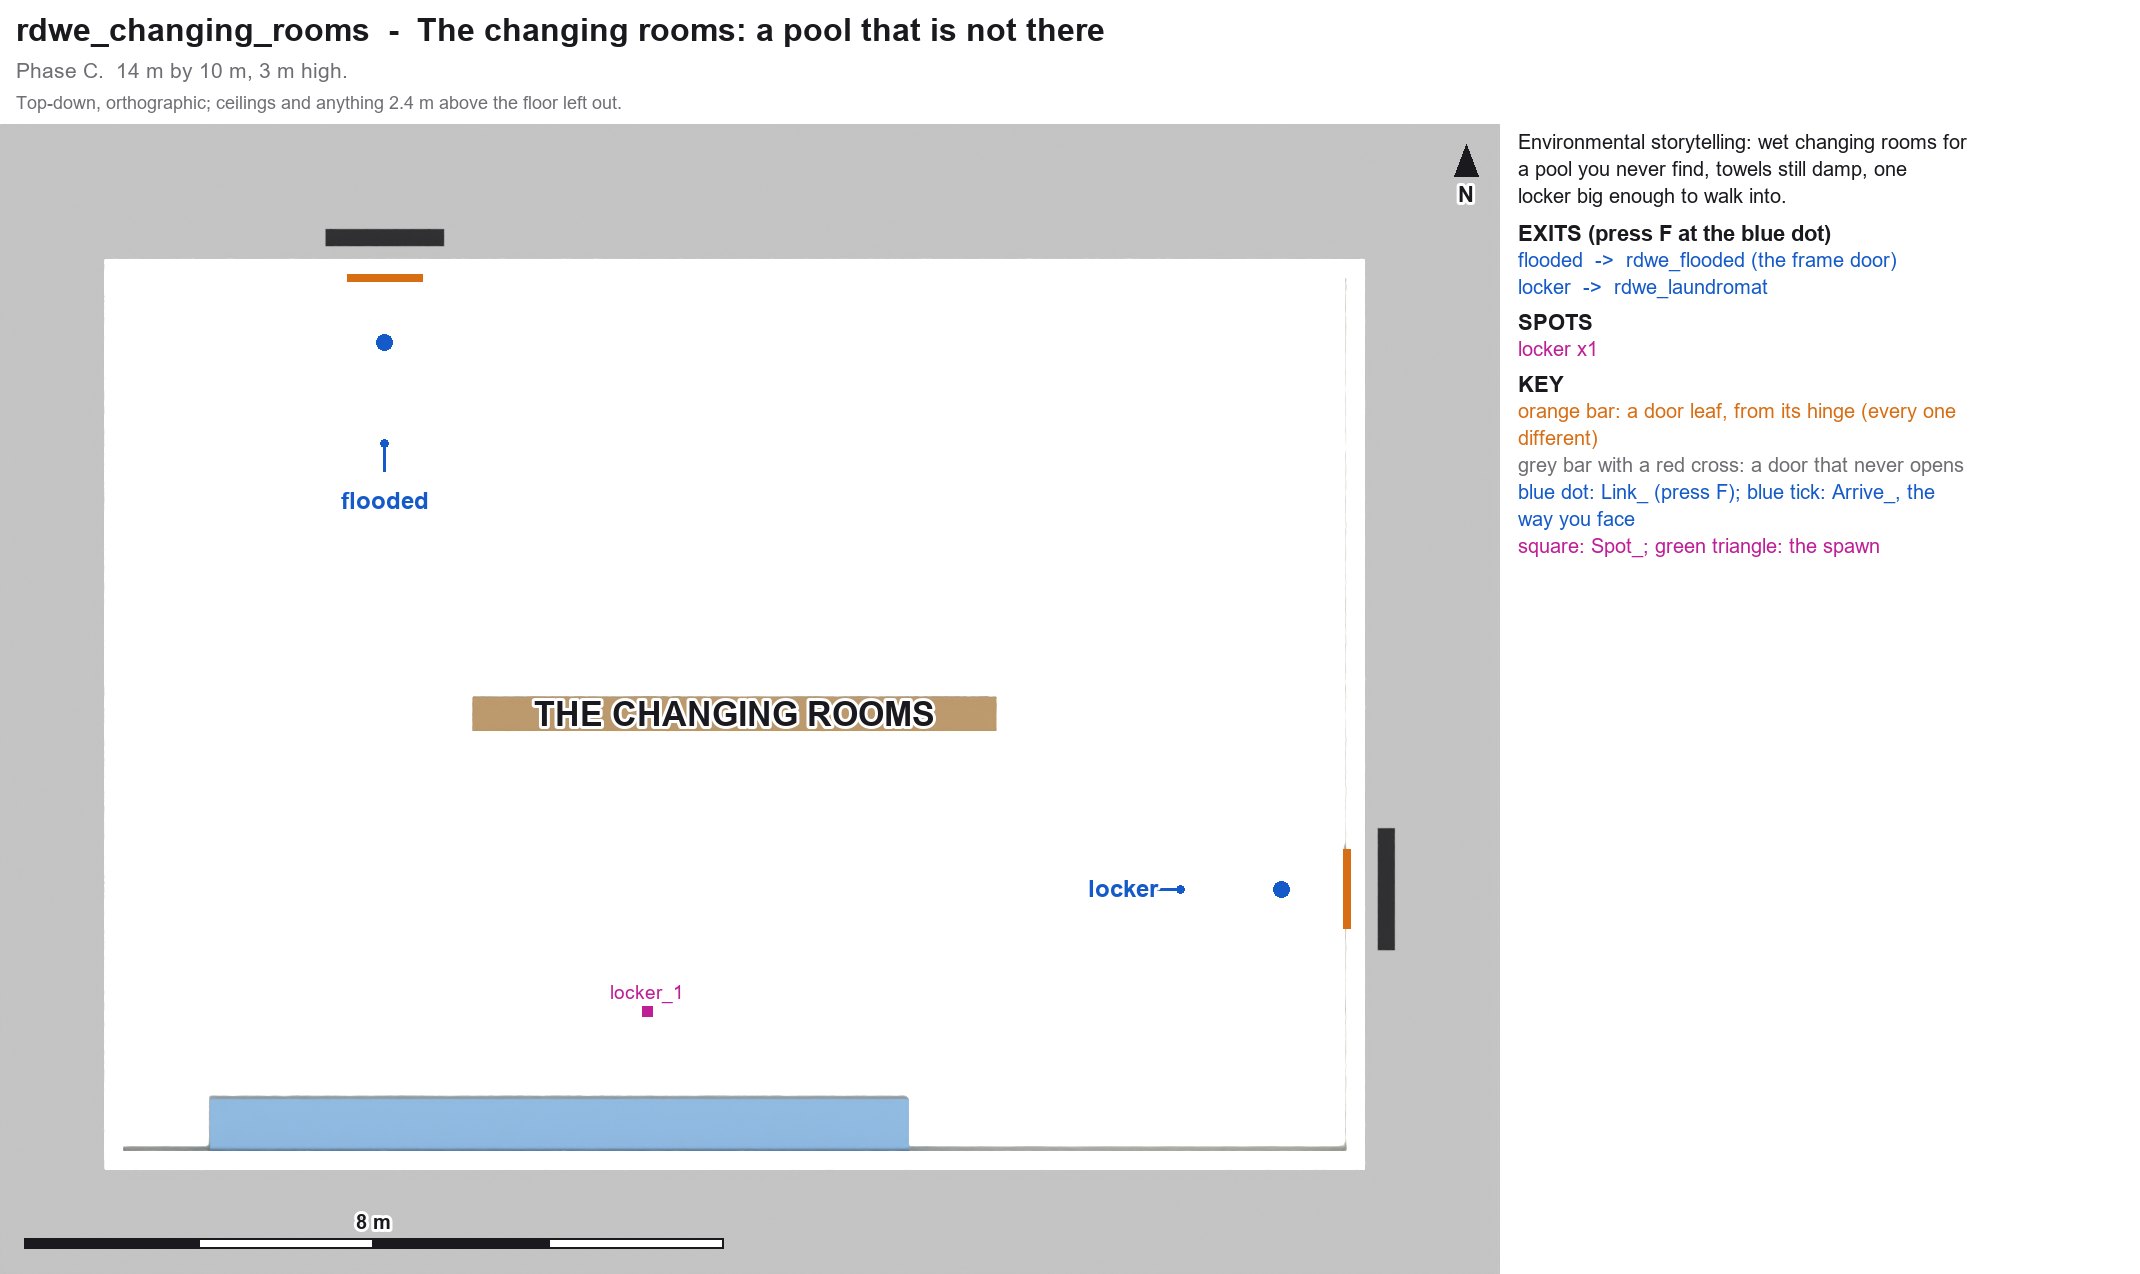 rdwe_changing_rooms  -  The changing rooms: a pool that is not there
Phase C.  14 m by 10 m, 3 m high.
Top-down, orthographic; ceilings and anything 2.4 m above the floor left out.
N
flooded
THE CHANGING ROOMS
locker
locker_1
8 m
Environmental storytelling: wet changing rooms for
a pool you never find, towels still damp, one
locker big enough to walk into.
EXITS (press F at the blue dot)
flooded  ->  rdwe_flooded (the frame door)
locker  ->  rdwe_laundromat
SPOTS
locker x1
KEY
orange bar: a door leaf, from its hinge (every one
different)
grey bar with a red cross: a door that never opens
blue dot: Link_ (press F); blue tick: Arrive_, the
way you face
square: Spot_; green triangle: the spawn